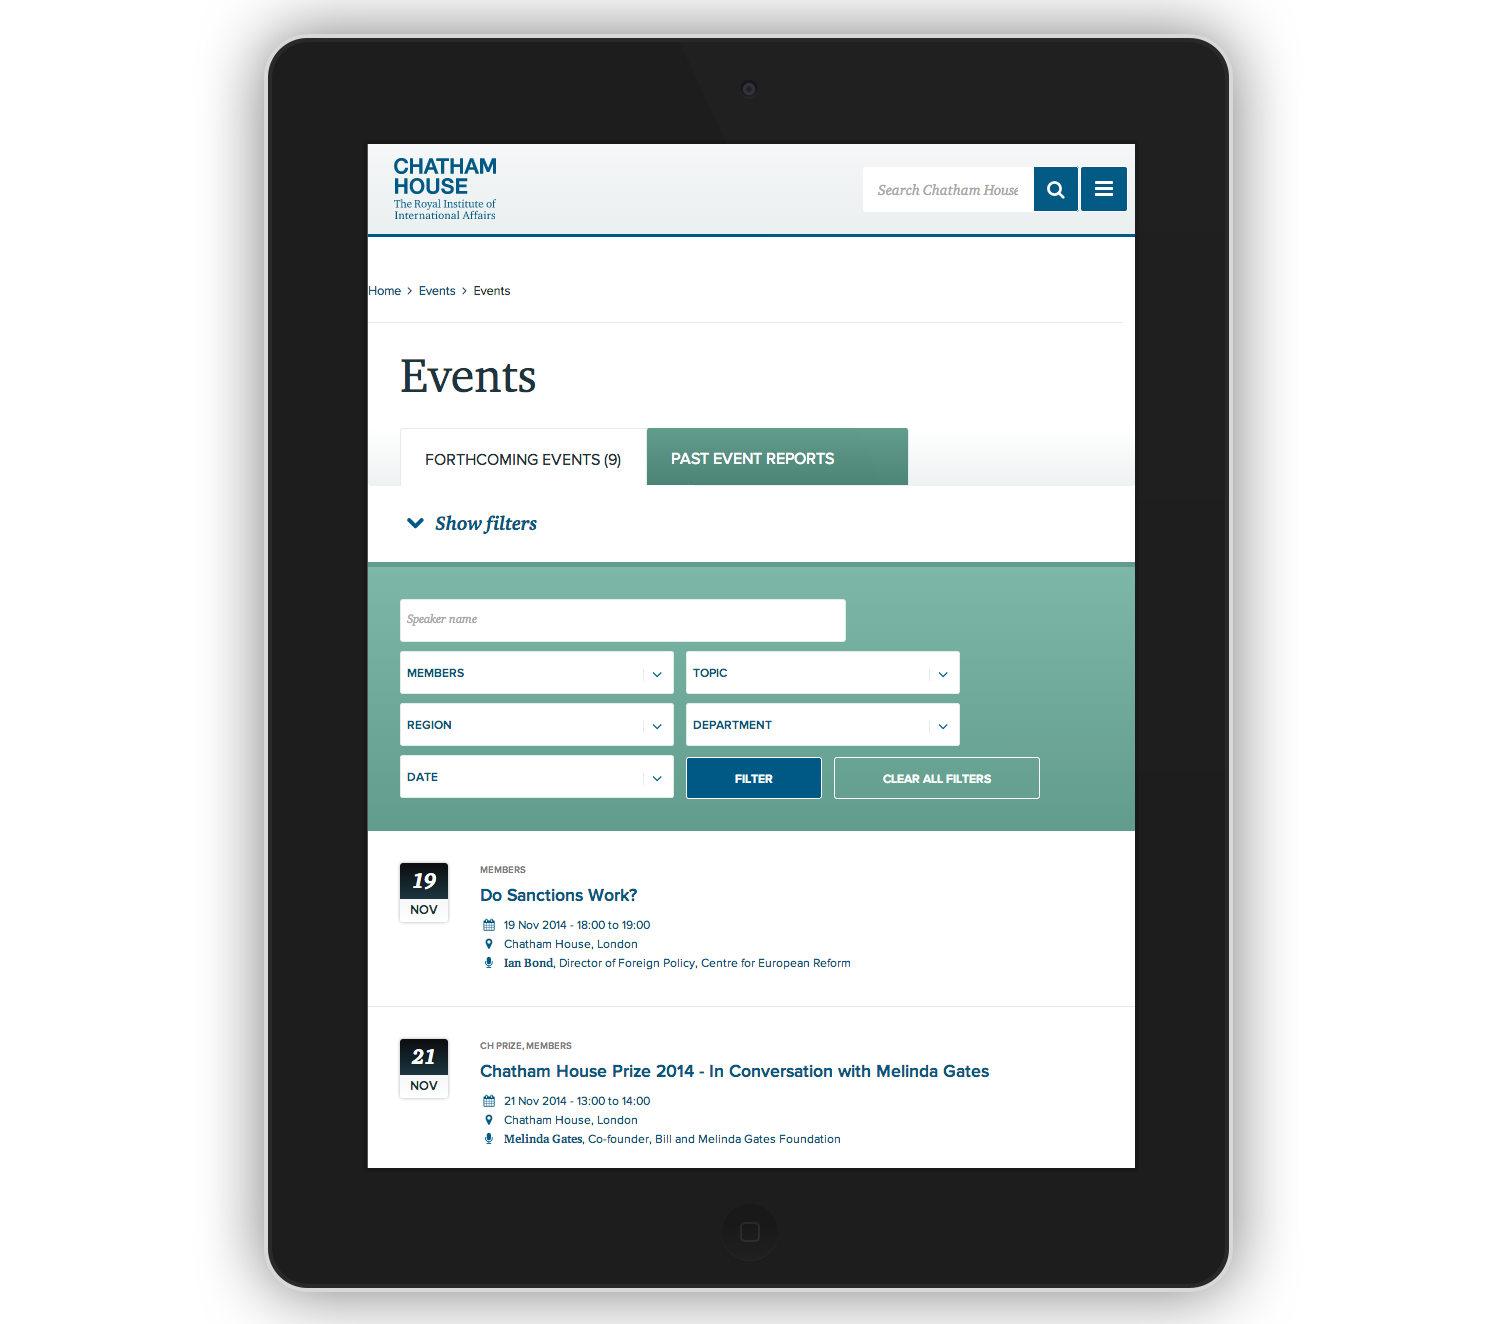 CHATHAM
HOUSE
The Royal Institute of
International Affairs
Search Chatham House
Home > Events > Events
Events
FORTHCOMING EVENTS (9)
PAST EVENT REPORTS
Show filters
Speaker name
MEMBERS
TOPIC
REGION
DEPARTMENT
DATE
FILTER
CLEAR ALL FILTERS
19
NOV
MEMBERS
Do Sanctions Work?
19 Nov 2014 - 18:00 to 19:00
Chatham House, London
Ian Bond, Director of Foreign Policy, Centre for European Reform
21
NOV
CH PRIZE, MEMBERS
Chatham House Prize 2014 - In Conversation with Melinda Gates
21 Nov 2014 - 13:00 to 14:00
Chatham House, London
Melinda Gates, Co-founder, Bill and Melinda Gates Foundation